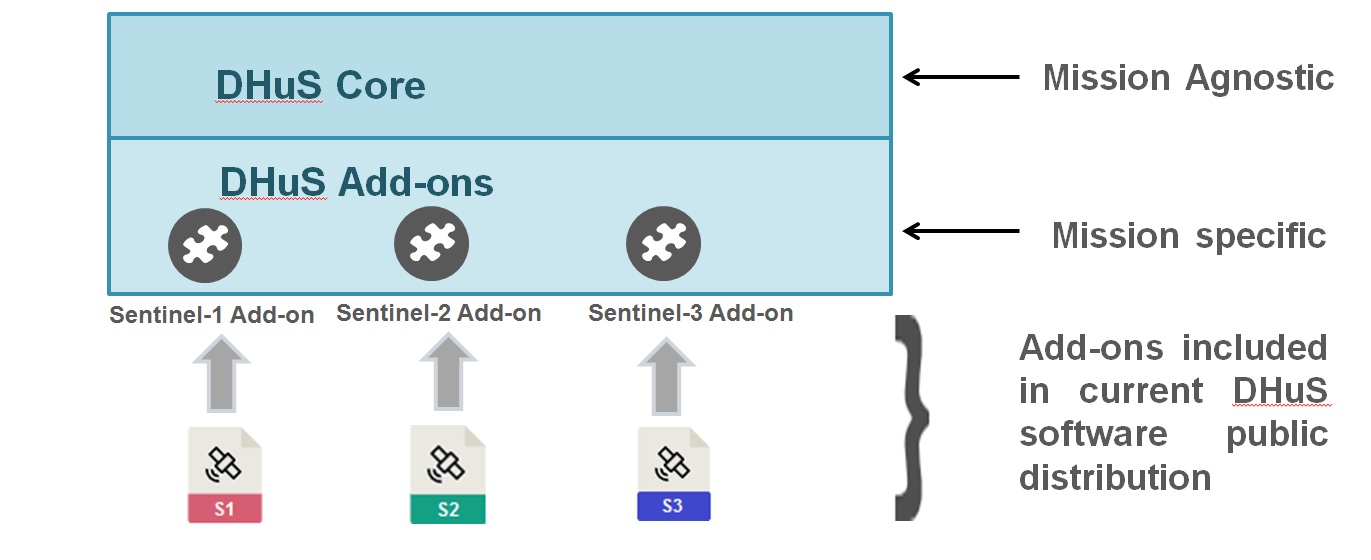 DHuS Core
Mission Agnostic
DHuS Add-ons
Mission specific
Sentinel-1 Add-on
Sentinel-2 Add-on
Sentinel-3 Add-on
Add-ons included
in current DHuS
software public
distribution
S1
S2
S3